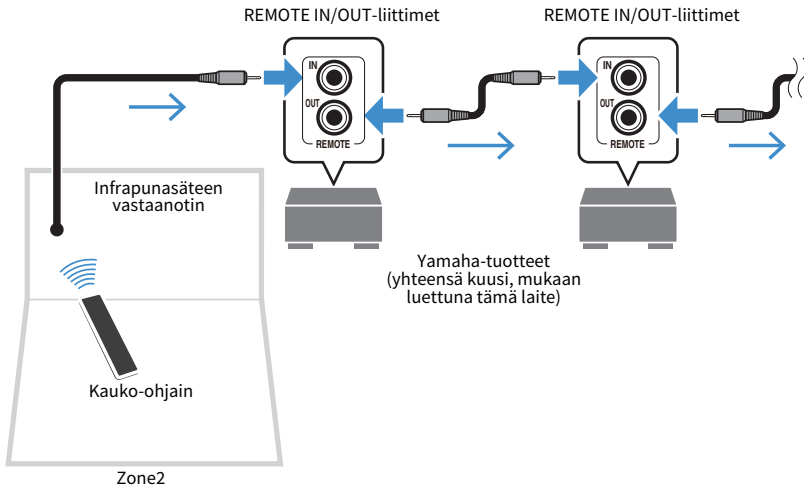 REMOTE IN/OUT-liittimet
REMOTE IN/OUT-liittimet
IN
OUT
REMOTE
IN
OUT
REMOTE
Infrapunasäteen
vastaanotin
Yamaha-tuotteet
(yhteensä kuusi, mukaan
luettuna tämä laite)
Kauko-ohjain
Zone2